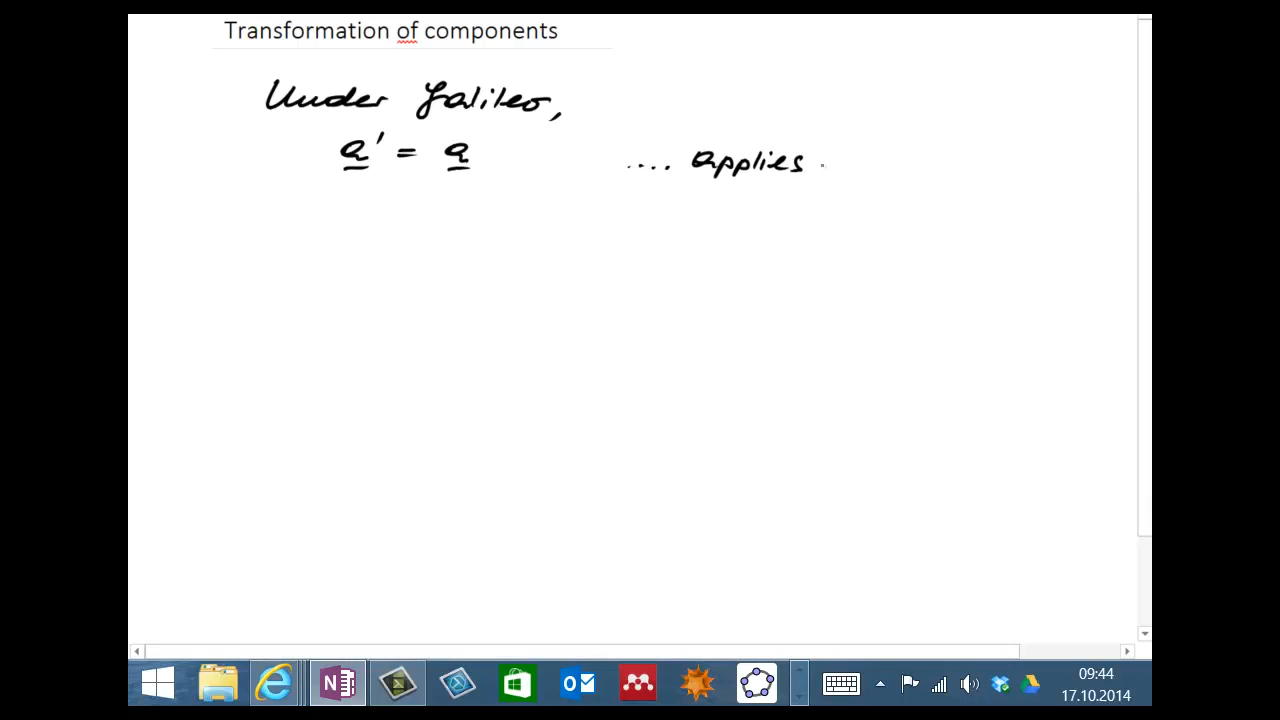 Transformation of components
Under Galileo,
a' = a .... applies
09:44
17.10.2014